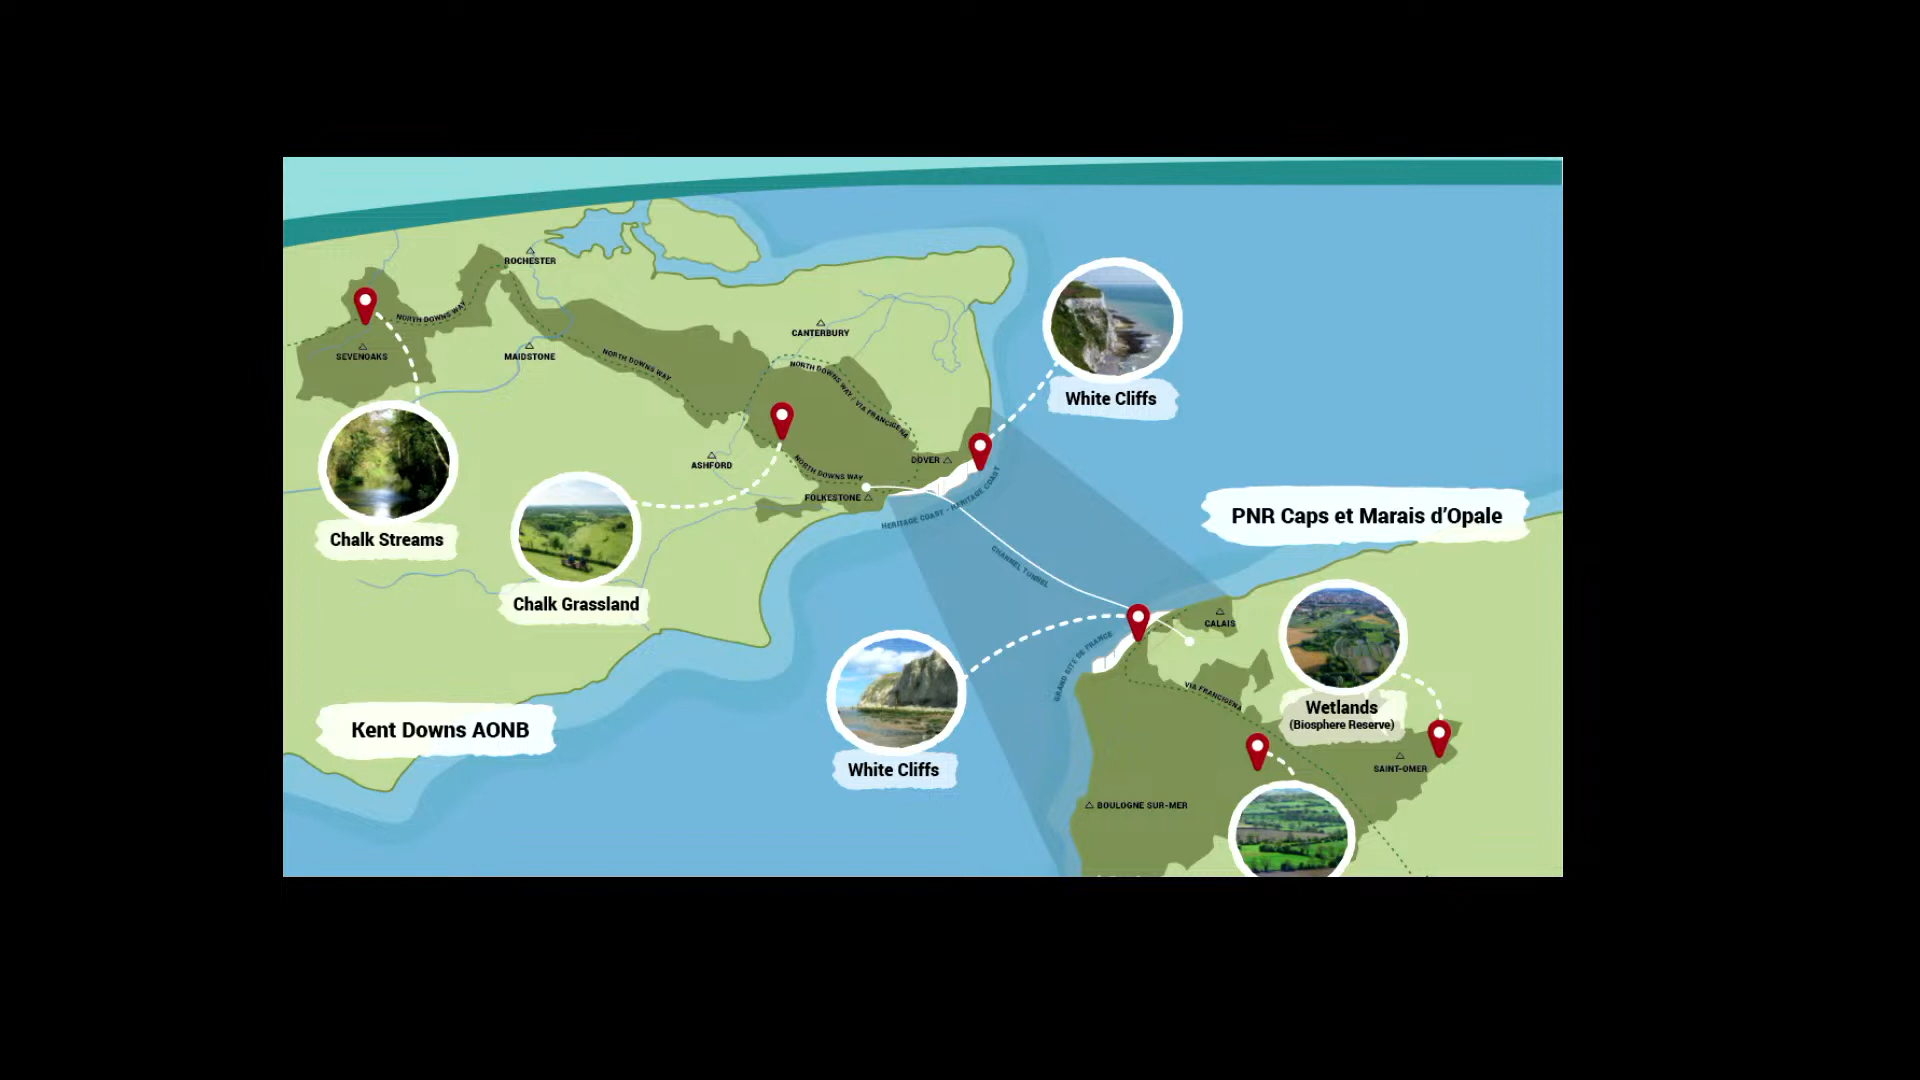 ROCHESTER
NORTH DOWNS WAY
SEVENOAKS
MAIDSTONE
NORTH DOWNS WAY
CANTERBURY
NORTH DOWNS WAY / VIA FRANCIGENA
White Cliffs
ASHFORD
DOVER
NORTH DOWNS WAY
FOLKESTONE
HERITAGE COAST - HERITAGE COAST
Chalk Streams
Chalk Grassland
CHANNEL TUNNEL
PNR Caps et Marais d'Opale
CALAIS
GRAND SITE DE FRANCE
VIA FRANCIGENA
Wetlands
(Biosphere Reserve)
Kent Downs AONB
White Cliffs
SAINT-OMER
BOULOGNE SUR-MER